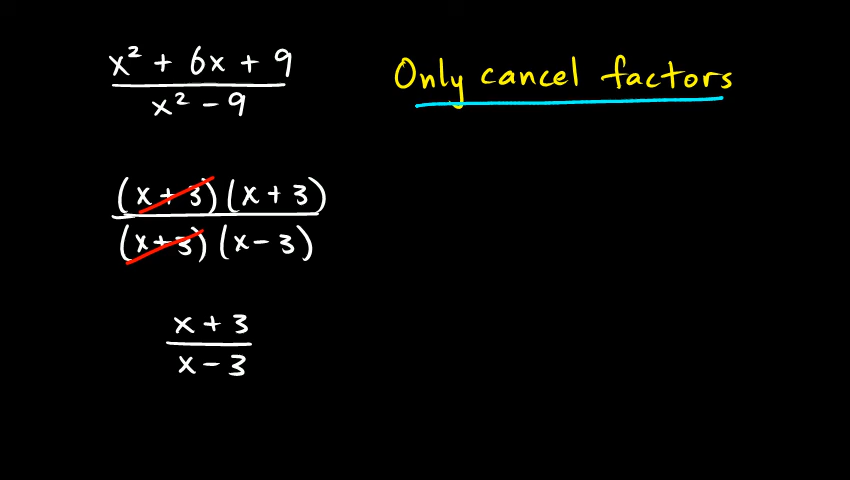 x² + 6x + 9
x² - 9
Only cancel factors
(x + 3)(x + 3)
(x + 3)(x - 3)
x + 3
x - 3